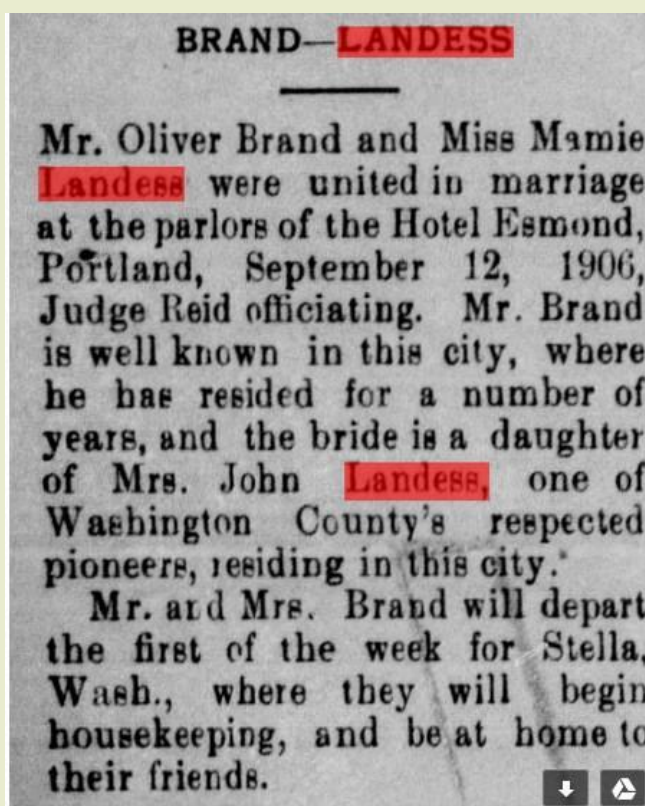 BRAND—LANDESS
Mr. Oliver Brand and Miss Mamie
Landess were united in marriage
at the parlors of the Hotel Esmond,
Portland, September 12, 1906,
Judge Reid officiating. Mr. Brand
is well known in this city, where
he has resided for a number of
years, and the bride is a daughter
of Mrs. John Landess, one of
Washington County's respected
pioneers, residing in this city.
Mr. and Mrs. Brand will depart
the first of the week for Stella,
Wash., where they will begin
housekeeping, and be at home to
their friends.